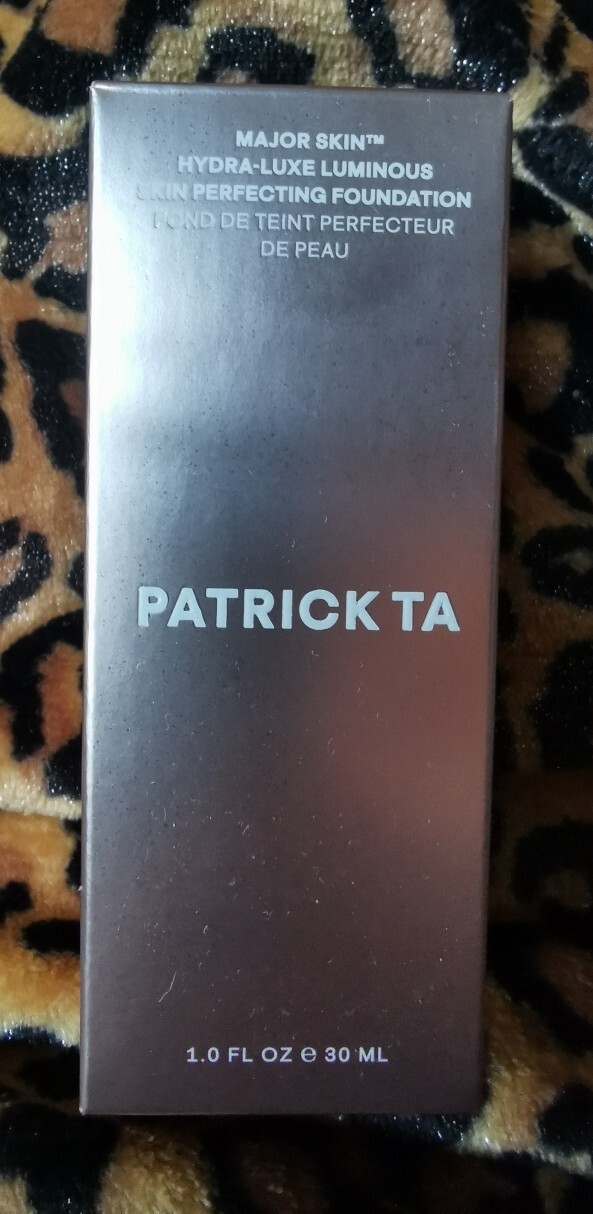 MAJOR SKIN™
HYDRA-LUXE LUMINOUS
SKIN PERFECTING FOUNDATION
FOND DE TEINT PERFECTEUR
DE PEAU
PATRICK TA
1.0 FL OZ ℮ 30 ML